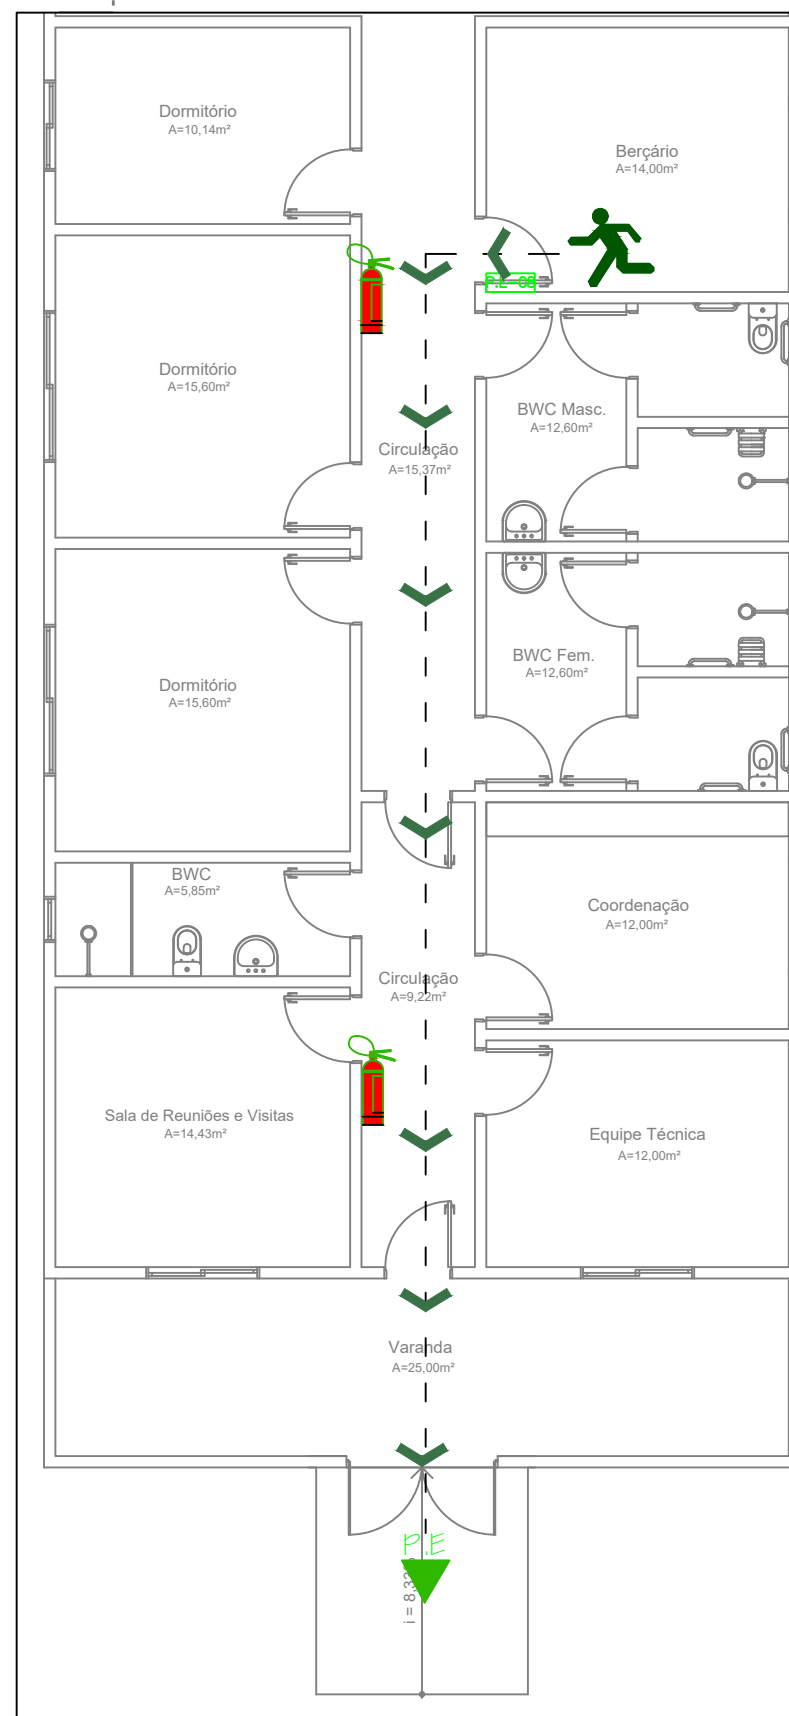 Dormitório
A=10,14m²
Berçário
A=14,00m²
Dormitório
A=15,60m²
BWC Masc.
A=12,60m²
Circulação
A=15,37m²
BWC Fem.
A=12,60m²
Dormitório
A=15,60m²
BWC
A=5,85m²
Coordenação
A=12,00m²
Circulação
A=9,22m²
Sala de Reuniões e Visitas
A=14,43m²
Equipe Técnica
A=12,00m²
Varanda
A=25,00m²
P.E